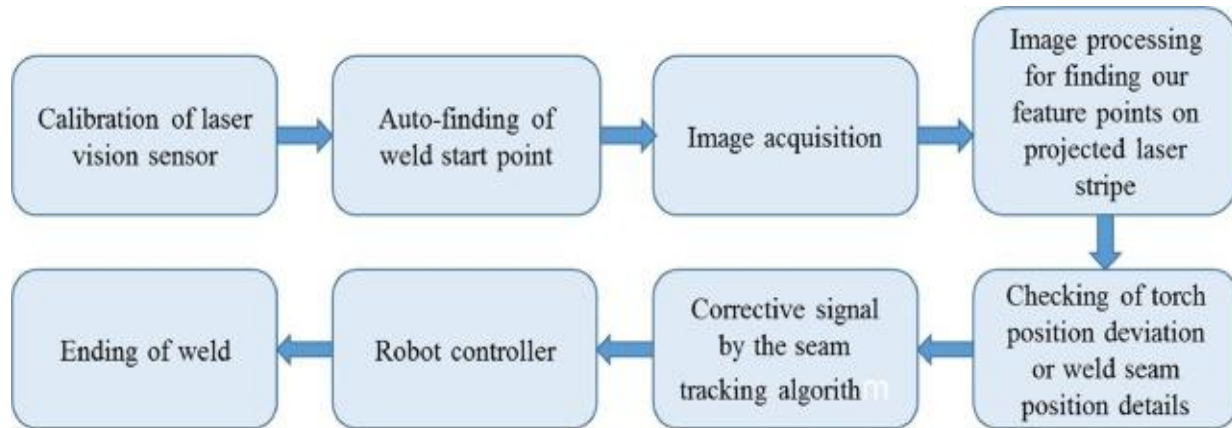 Calibration of laser
vision sensor
Auto-finding of
weld start point
Image acquisition
Image processing
for finding our
feature points on
projected laser
stripe
Checking of torch
position deviation
or weld seam
position details
Corrective signal
by the seam
tracking algorithm
Robot controller
Ending of weld